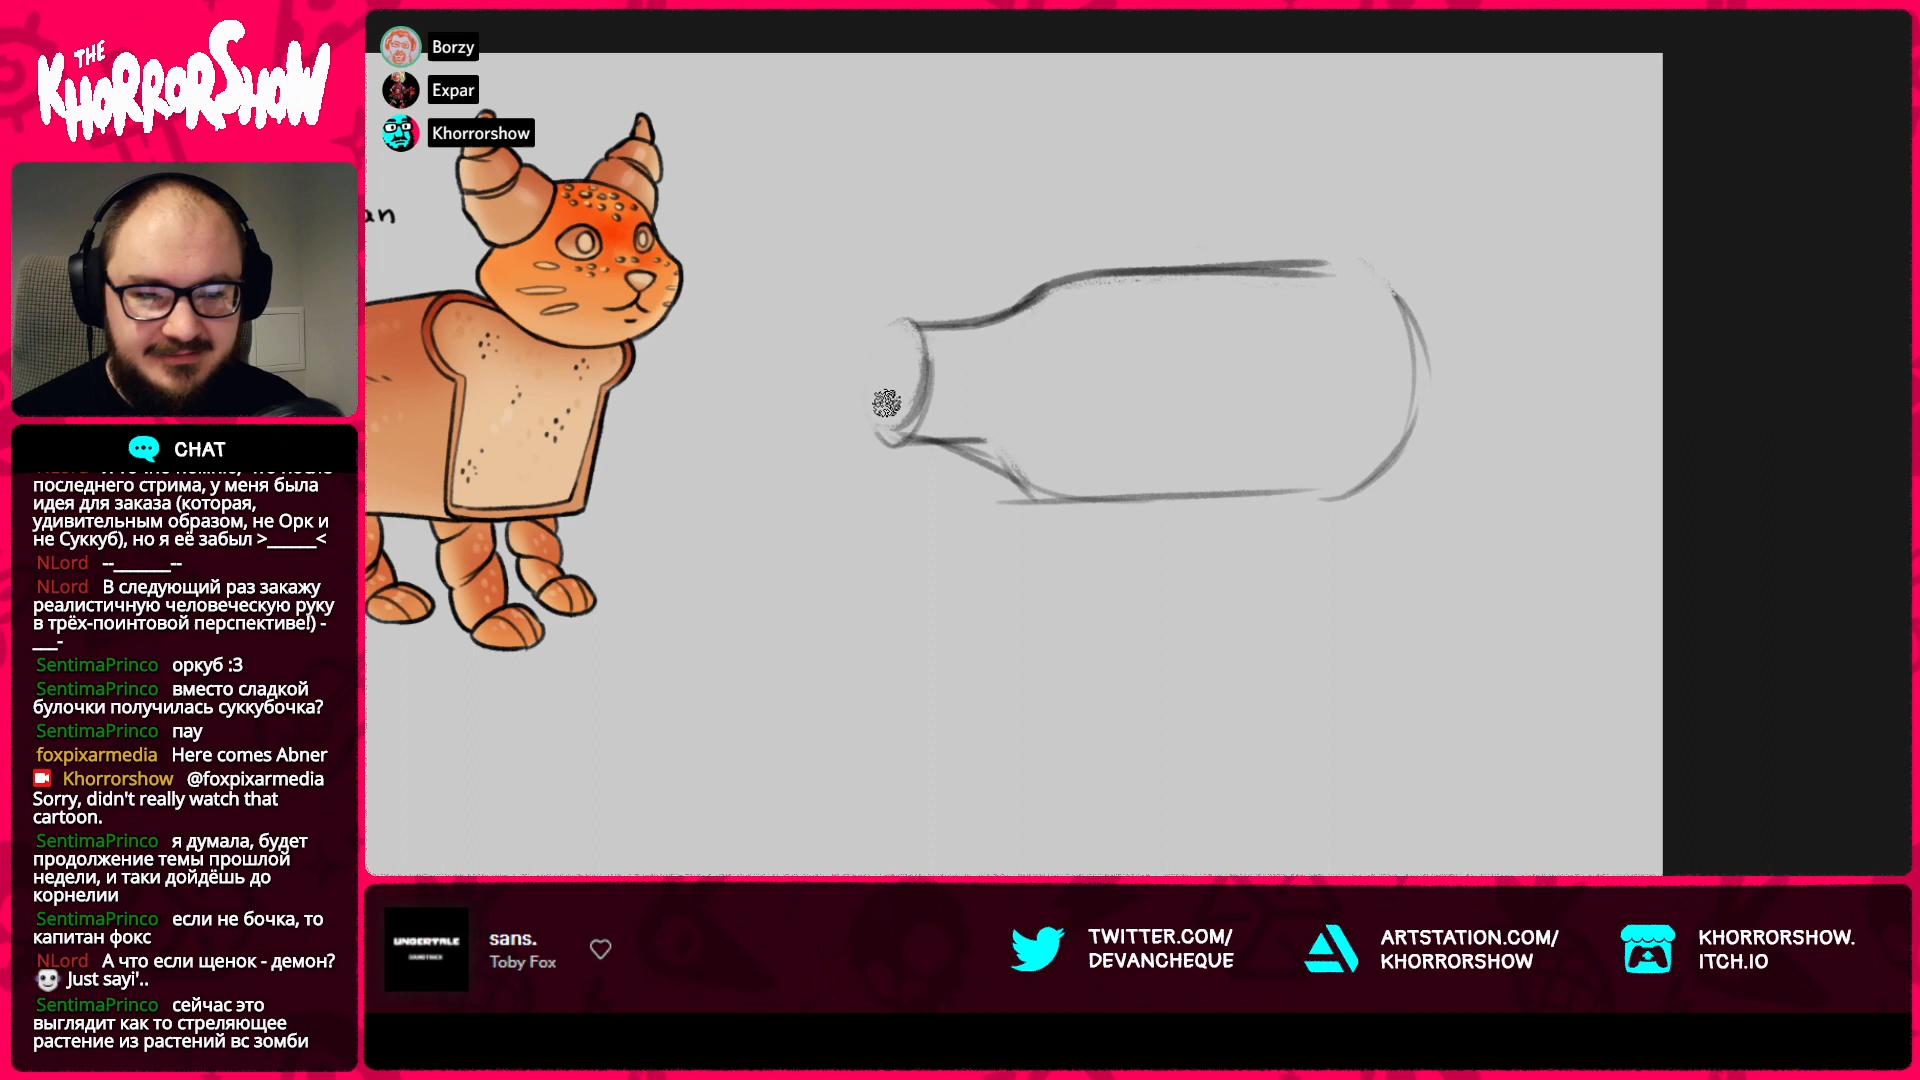 THE
KHORRORSHOW
Borzy
Expar
Khorrorshow
an
CHAT
последнего стрима, у меня была
идея для заказа (которая,
удивительным образом, не Орк и
не Суккуб), но я её забыл >______<
NLord --_______--
NLord В следующий раз закажу
реалистичную человеческую руку
в трёх-поинтовой перспективе!) -
___-
SentimaPrinco оркуб :3
SentimaPrinco вместо сладкой
булочки получилась суккубочка?
SentimaPrinco пау
foxpixarmedia Here comes Abner
Khorrorshow @foxpixarmedia
Sorry, didn't really watch that
cartoon.
SentimaPrinco я думала, будет
продолжение темы прошлой
недели, и таки дойдёшь до
корнелии
SentimaPrinco если не бочка, то
капитан фокс
NLord А что если щенок - демон?
Just sayi'..
SentimaPrinco сейчас это
выглядит как то стреляющее
растение из растений вс зомби
UNDERTALE
SOUNDTRACK
sans.
Toby Fox
TWITTER.COM/
DEVANCHEQUE
ARTSTATION.COM/
KHORRORSHOW
KHORRORSHOW.
ITCH.IO